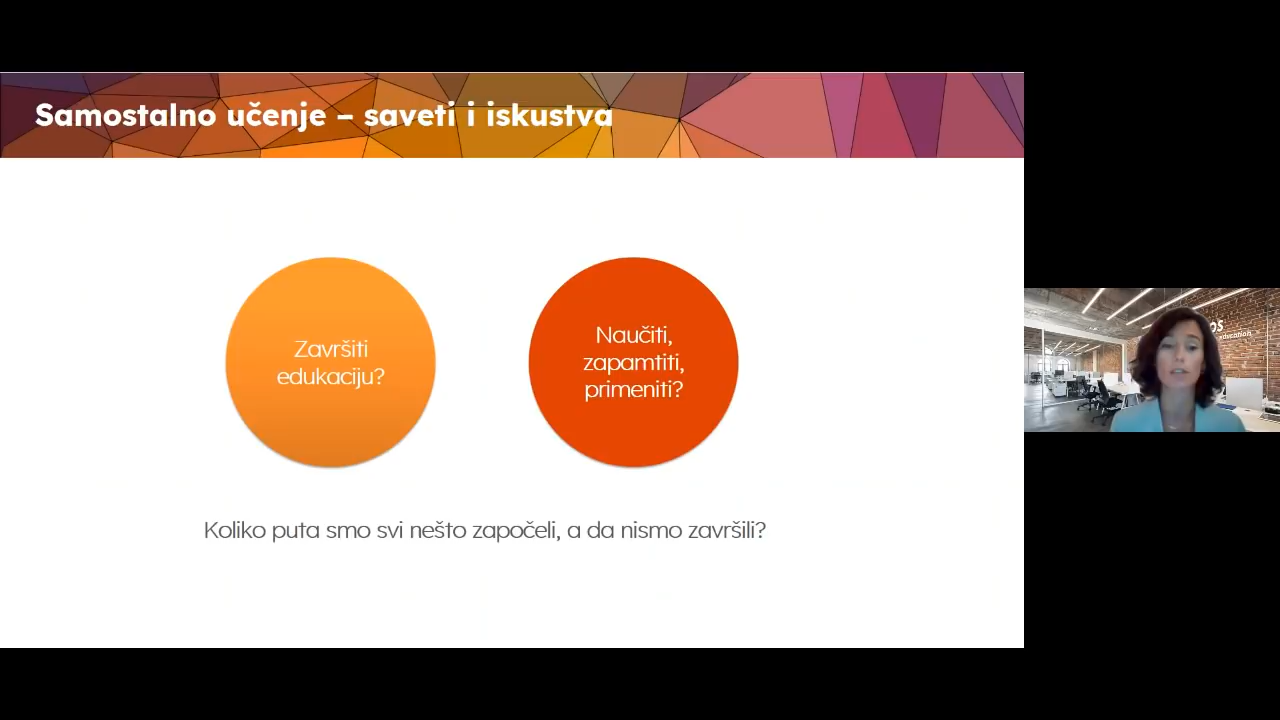 Samostalno učenje – saveti i iskustva
Završiti
edukaciju?
Naučiti,
zapamtiti,
primeniti?
Koliko puta smo svi nešto započeli, a da nismo završili?